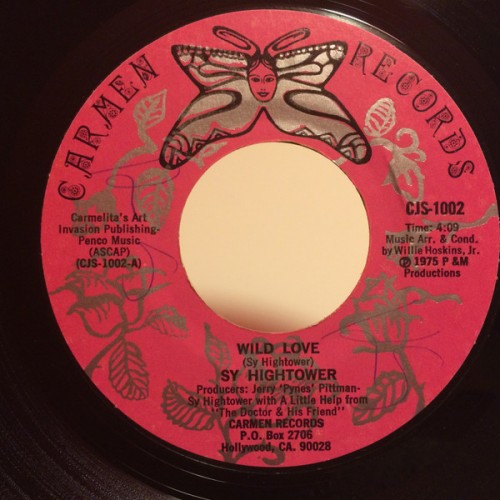 CARMEN RECORDS
Carmelita's Art
Invasion Publishing-
Penco Music
(ASCAP)
(CJS-1002-A)
CJS-1002
Time: 4:09
Music Arr. & Cond.
by Willie Hoskins, Jr.
Ⓟ 1975 P & M
Productions
WILD LOVE
(Sy Hightower)
SY HIGHTOWER
Producers: Jerry 'Pynes' Pittman-
Sy Hightower with A Little Help from
"The Doctor & His Friend"
CARMEN RECORDS
P.O. Box 2706
Hollywood, CA. 90028